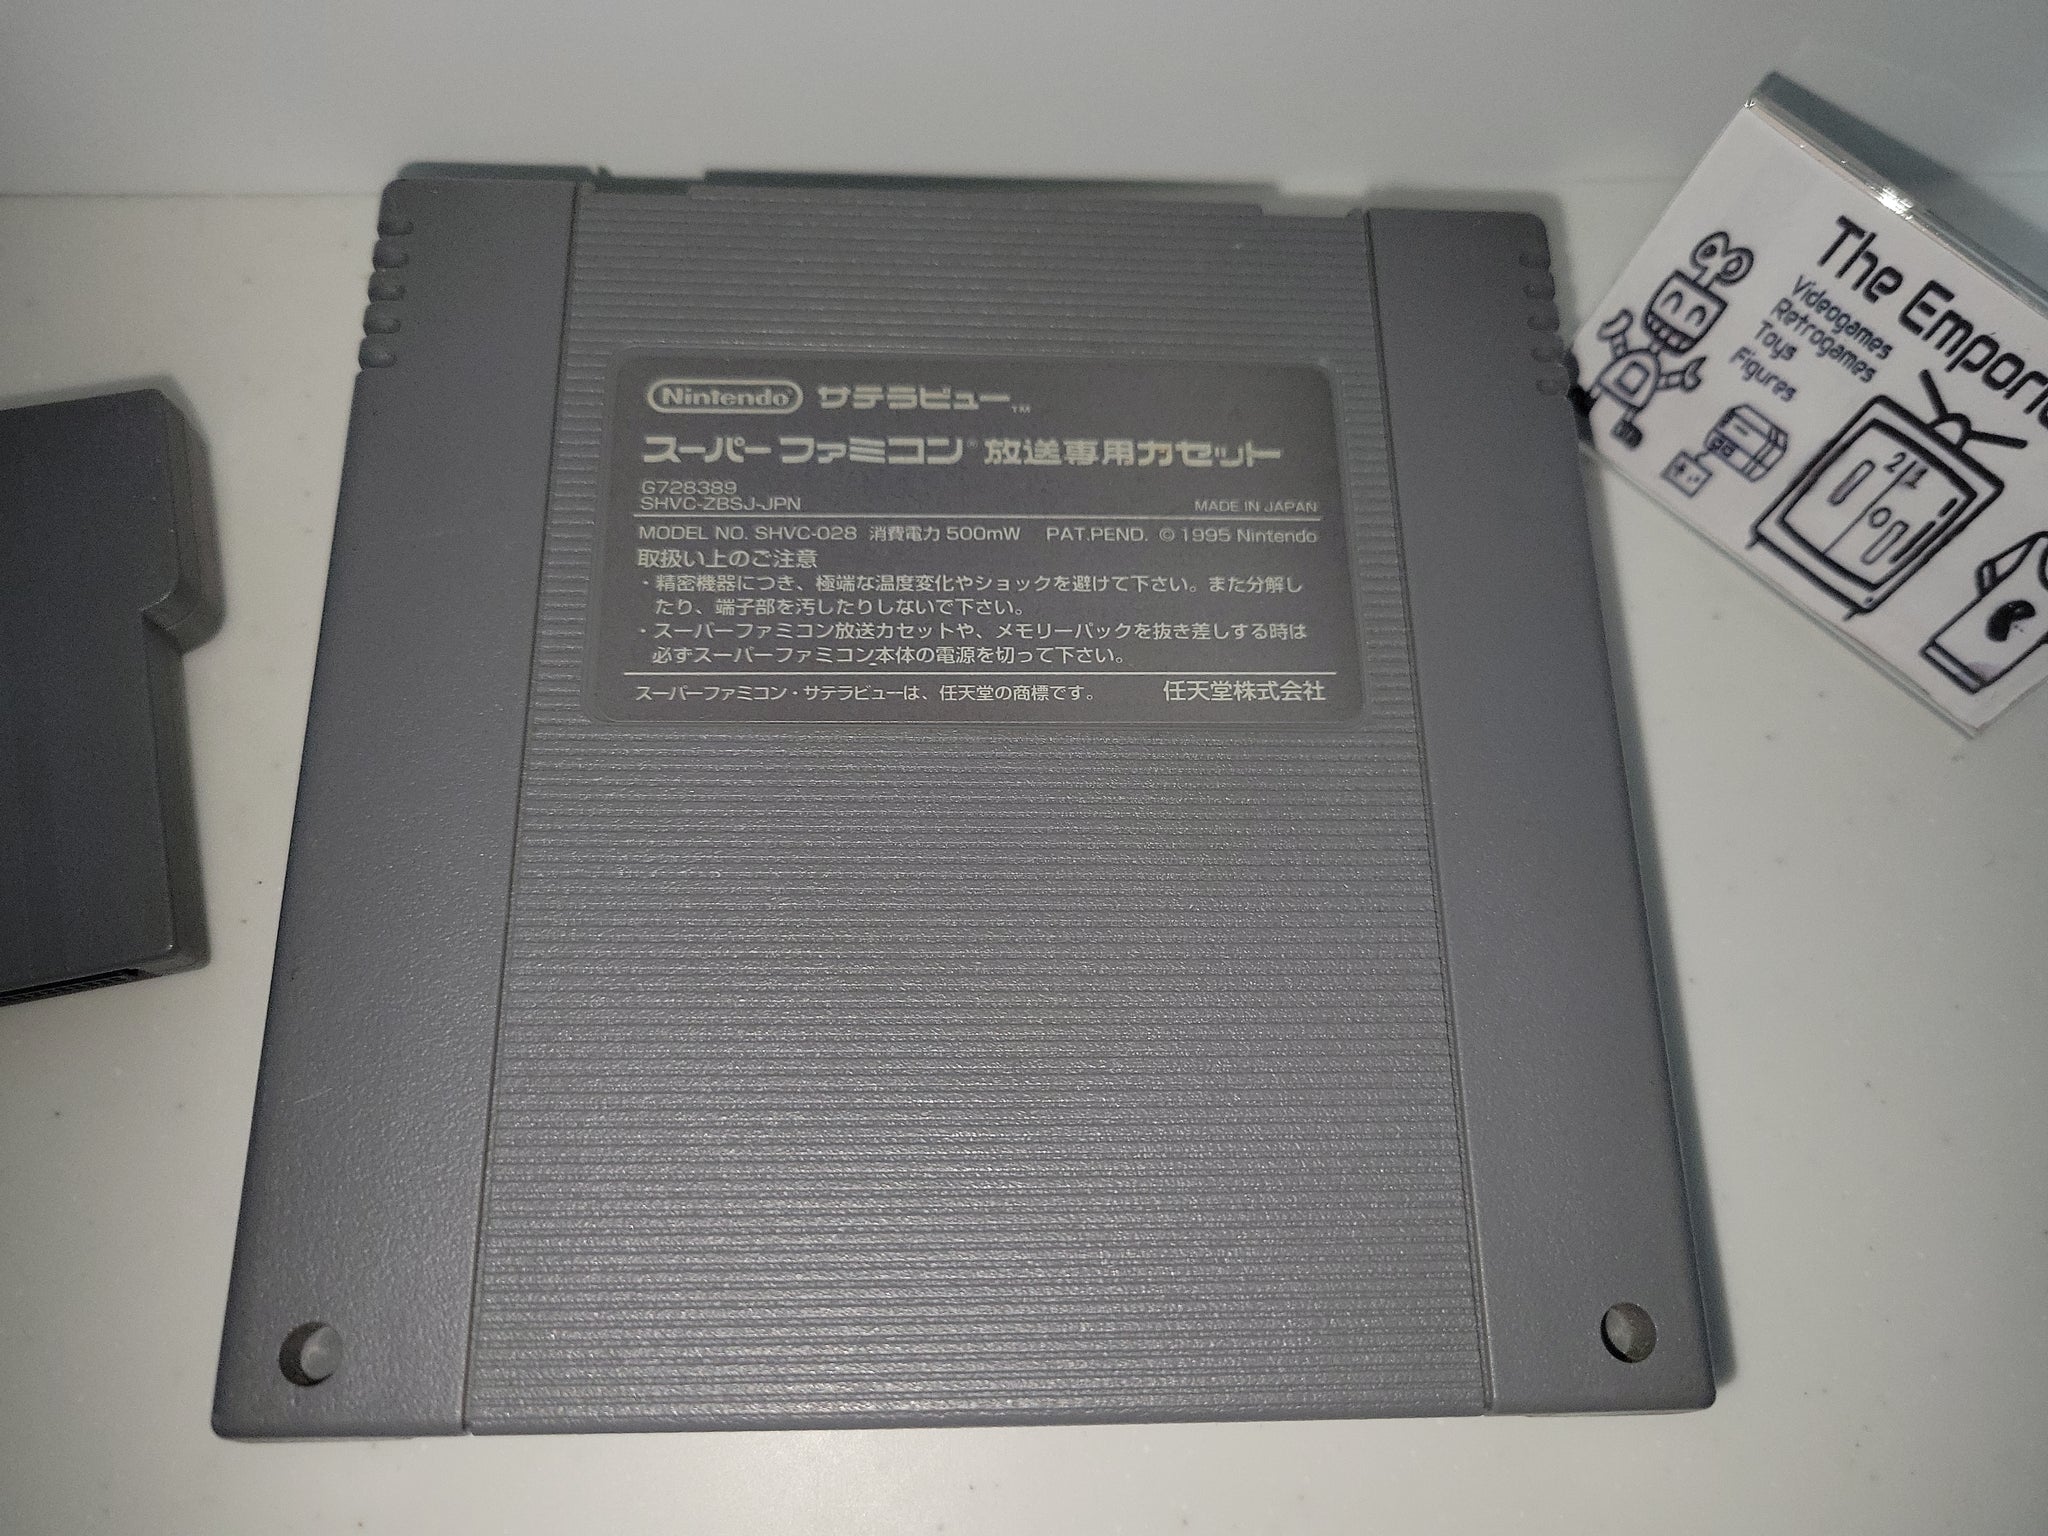 Nintendo® サテラビュー™
スーパーファミコン® 放送専用カセット
G728389
SHVC-ZBSJ-JPN
MADE IN JAPAN
MODEL NO. SHVC-028 消費電力 500mW PAT.PEND. © 1995 Nintendo
取扱い上のご注意
・精密機器につき、極端な温度変化やショックを避けて下さい。また分解し
たり、端子部を汚したりしないで下さい。
・スーパーファミコン放送カセットや、メモリーパックを抜き差しする時は
必ずスーパーファミコン本体の電源を切って下さい。
スーパーファミコン・サテラビューは、任天堂の商標です。 任天堂株式会社
The
Videogames
Retrogames
Toys
Figures